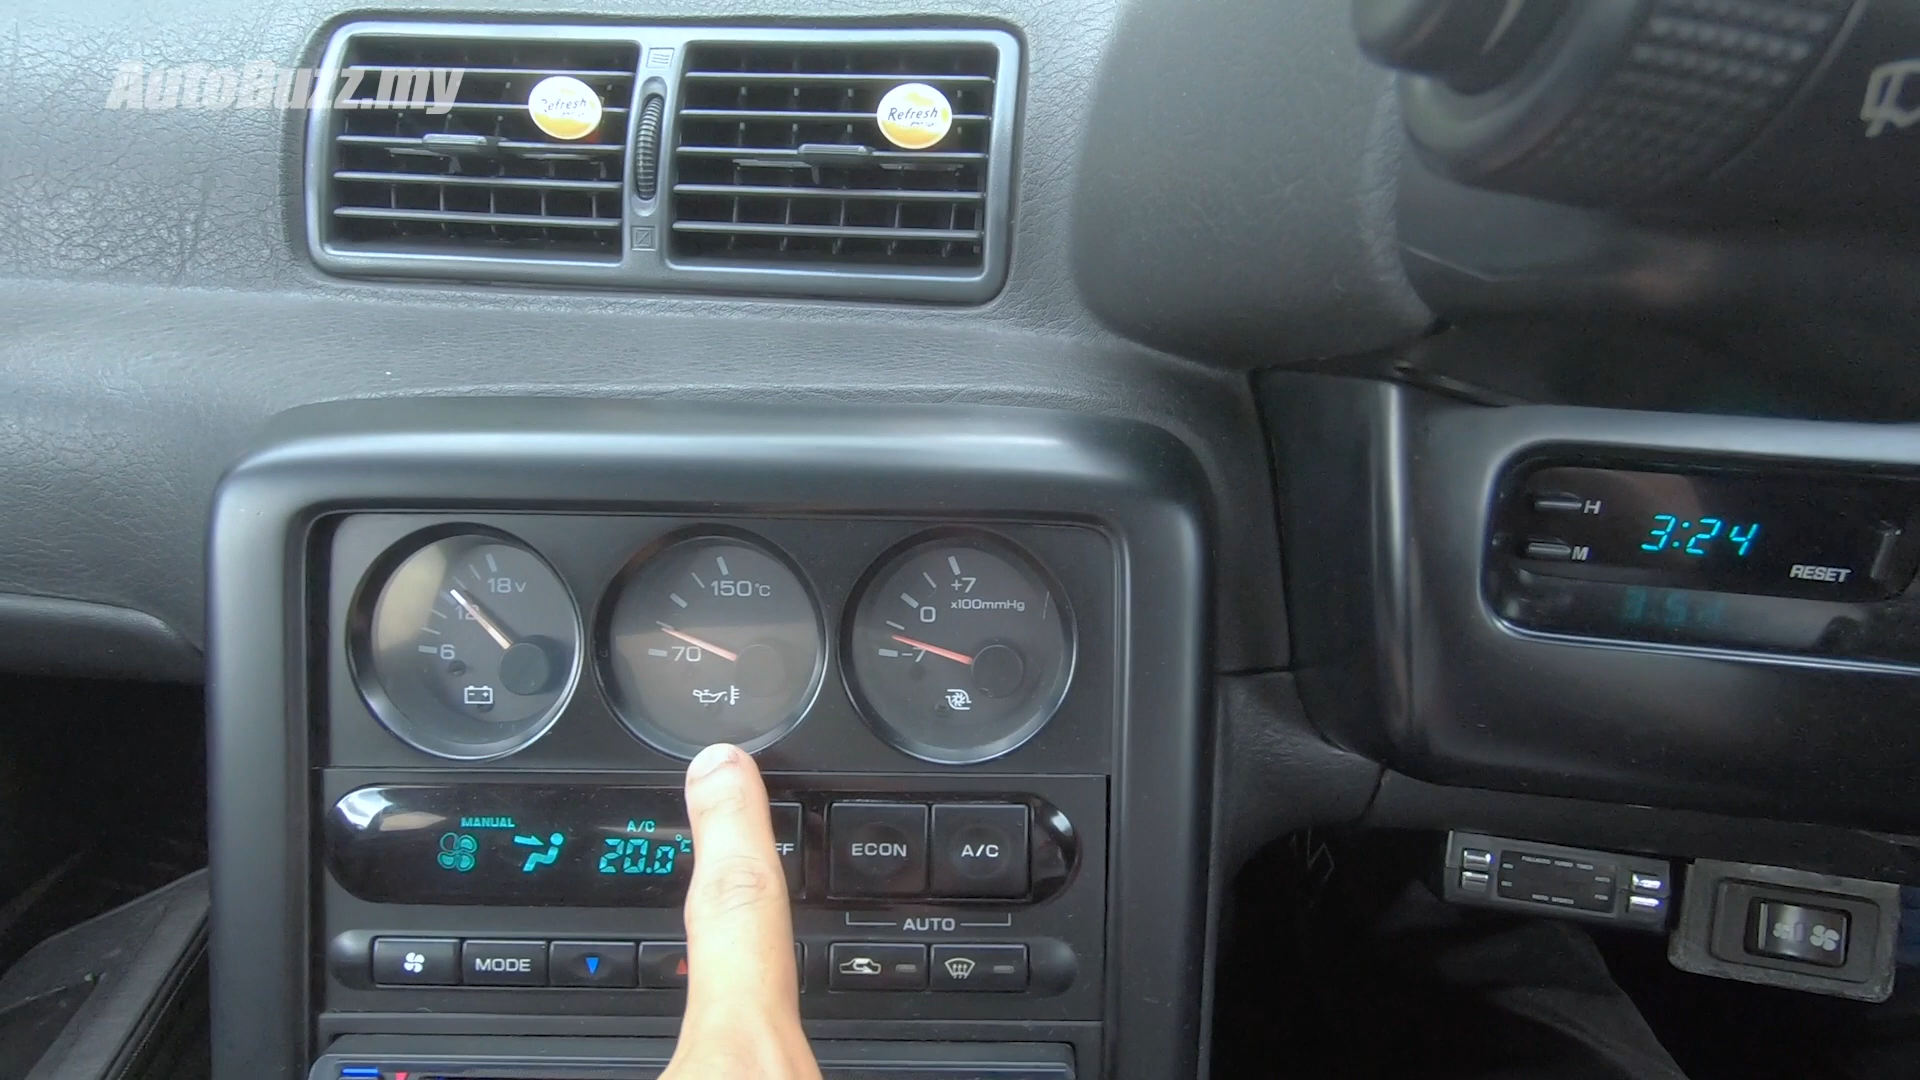 AutoBuzz.my
Refresh
Refresh
H
3:24
M
RESET
18V
12
6
150°C
70
+7
x100mmHg
0
-7
MANUAL
A/C
20.0°C
FF
ECON
A/C
AUTO
MODE